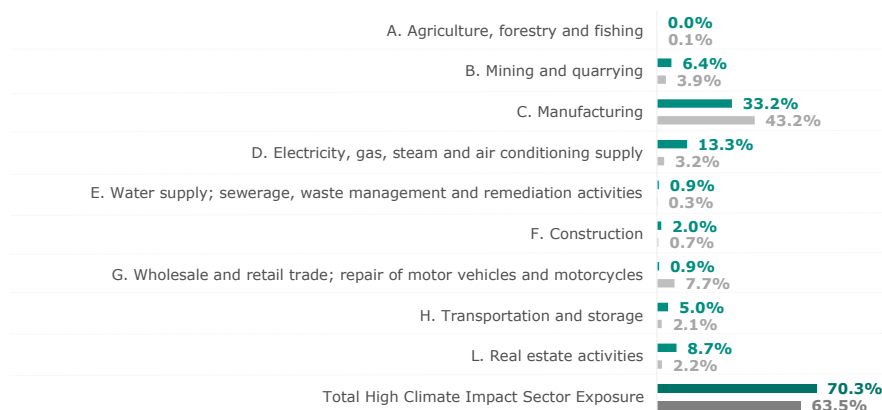 A. Agriculture, forestry and fishing
0.0%
0.1%
B. Mining and quarrying
6.4%
3.9%
C. Manufacturing
33.2%
43.2%
D. Electricity, gas, steam and air conditioning supply
13.3%
3.2%
E. Water supply; sewerage, waste management and remediation activities
0.9%
0.3%
F. Construction
2.0%
0.7%
G. Wholesale and retail trade; repair of motor vehicles and motorcycles
0.9%
7.7%
H. Transportation and storage
5.0%
2.1%
L. Real estate activities
8.7%
2.2%
Total High Climate Impact Sector Exposure
70.3%
63.5%